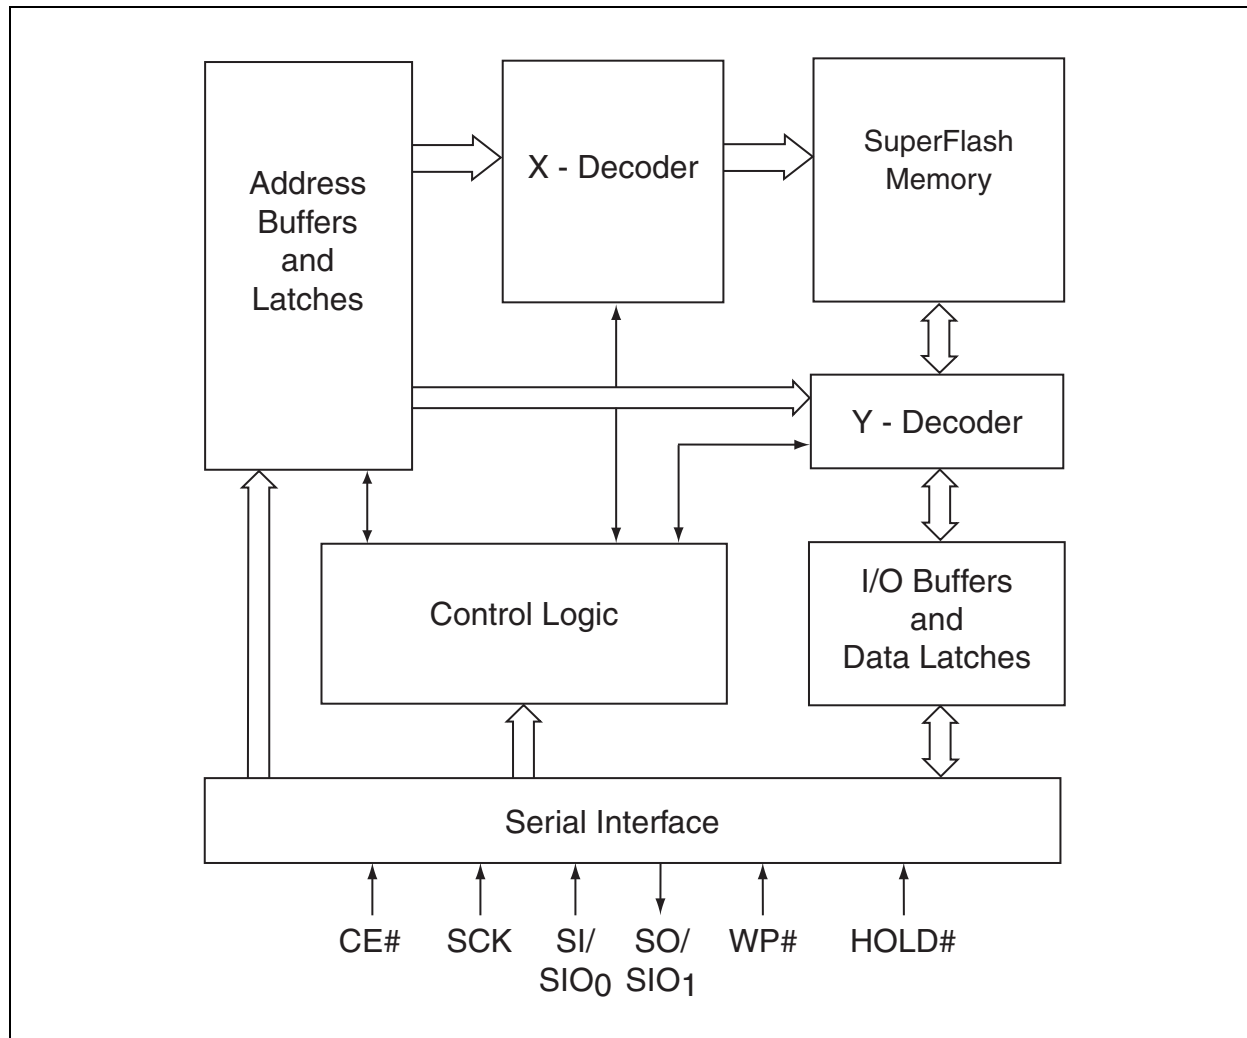 Address
Buffers
and
Latches
X - Decoder
SuperFlash
Memory
Y - Decoder
Control Logic
I/O Buffers
and
Data Latches
Serial Interface
CE#
SCK
SI/
SIO0
SO/
SIO1
WP#
HOLD#